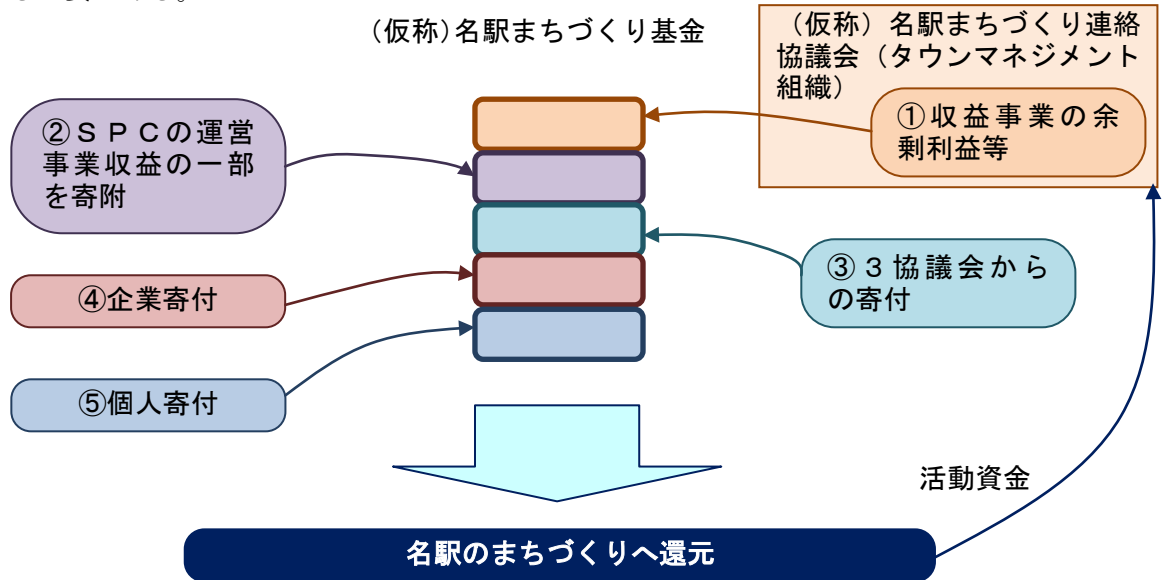 （仮称）名駅まちづくり基金
（仮称）名駅まちづくり連絡
協議会（タウンマネジメント
組織）
①収益事業の余
剰利益等
②ＳＰＣの運営
事業収益の一部
を寄附
③３協議会から
の寄付
④企業寄付
⑤個人寄付
活動資金
名駅のまちづくりへ還元